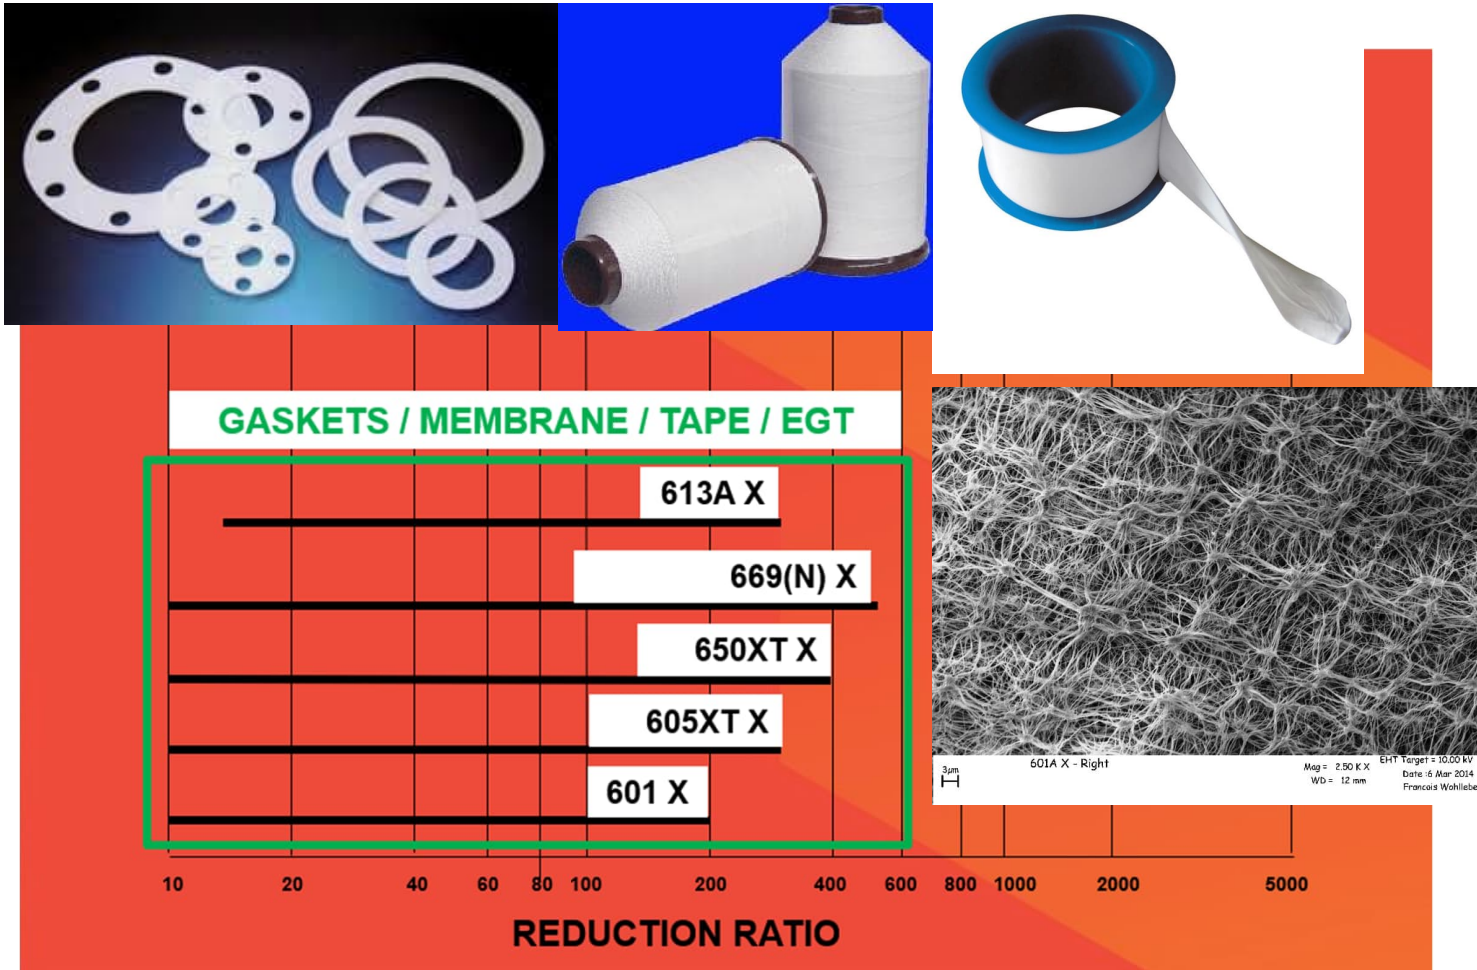 GASKETS / MEMBRANE / TAPE / EGT
613A X
669(N) X
650XT X
605XT X
601 X
3µm
601A X - Right
Mag = 2.50 K X
WD = 12 mm
EHT Target = 10.00 kV
Date :6 Mar 2014
Francois Wohllebe
10 20 40 60 80 100 200 400 600 800 1000 2000 5000
REDUCTION RATIO